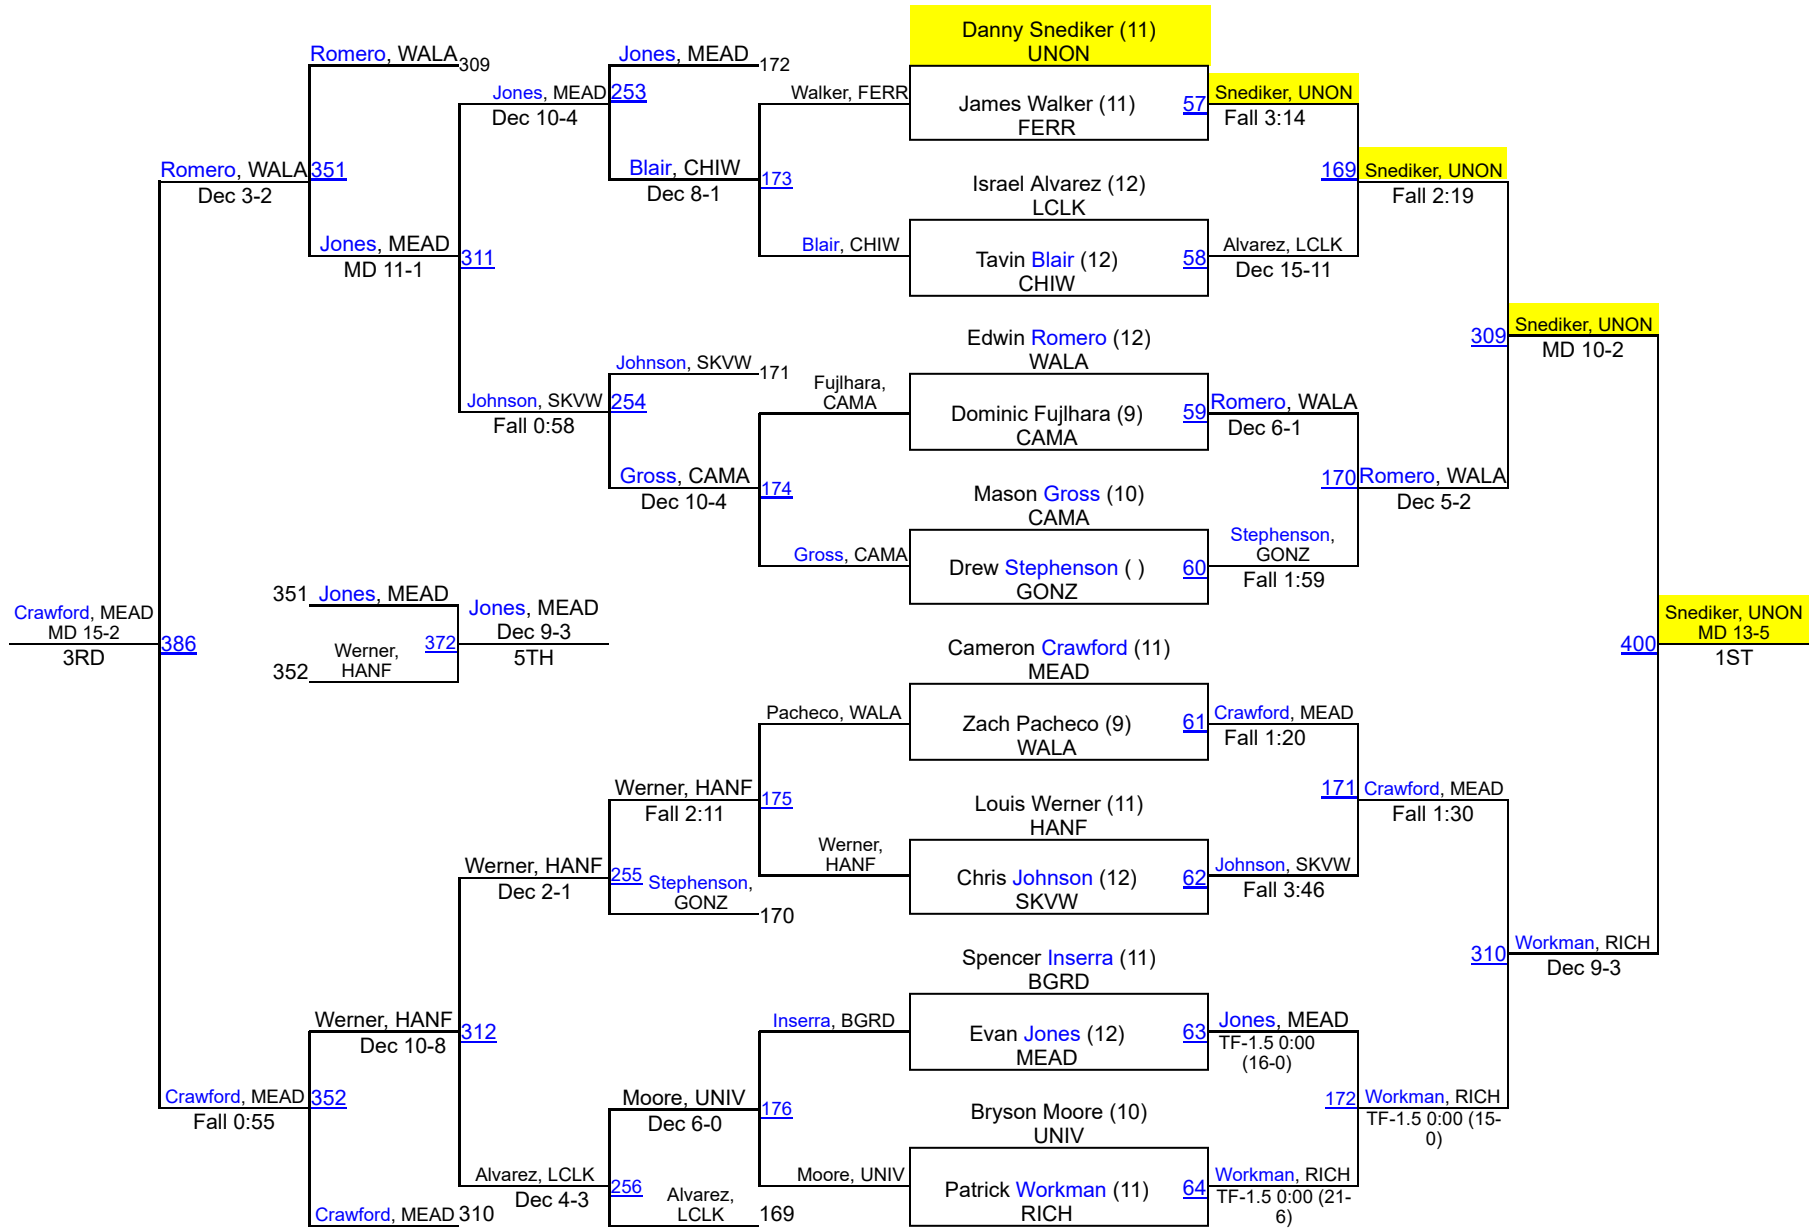 Danny Snediker (11)
UNON
Romero, WALA
309
Jones, MEAD
172
Jones, MEAD
253
Dec 10-4
Walker, FERR
James Walker (11)
FERR
57
Snediker, UNON
Fall 3:14
Romero, WALA
351
Dec 3-2
Blair, CHIW
Dec 8-1
173
Israel Alvarez (12)
LCLK
169
Snediker, UNON
Fall 2:19
Jones, MEAD
MD 11-1
311
Blair, CHIW
Tavin Blair (12)
CHIW
58
Alvarez, LCLK
Dec 15-11
Edwin Romero (12)
WALA
309
Snediker, UNON
MD 10-2
Johnson, SKVW
171
Johnson, SKVW
254
Fall 0:58
Fujlhara,
CAMA
Dominic Fujlhara (9)
CAMA
59
Romero, WALA
Dec 6-1
Gross, CAMA
Dec 10-4
174
Mason Gross (10)
CAMA
170
Romero, WALA
Dec 5-2
Gross, CAMA
Drew Stephenson ( )
GONZ
60
Stephenson,
GONZ
Fall 1:59
351
Jones, MEAD
Jones, MEAD
Dec 9-3
372
5TH
352
Werner,
HANF
Crawford, MEAD
MD 15-2
386
3RD
Cameron Crawford (11)
MEAD
400
Snediker, UNON
MD 13-5
1ST
Pacheco, WALA
Zach Pacheco (9)
WALA
61
Crawford, MEAD
Fall 1:20
Werner, HANF
Fall 2:11
175
Louis Werner (11)
HANF
171
Crawford, MEAD
Fall 1:30
Werner, HANF
Dec 2-1
255
Stephenson,
GONZ
170
Werner,
HANF
Chris Johnson (12)
SKVW
62
Johnson, SKVW
Fall 3:46
Spencer Inserra (11)
BGRD
310
Workman, RICH
Dec 9-3
Werner, HANF
Dec 10-8
312
Inserra, BGRD
Evan Jones (12)
MEAD
63
Jones, MEAD
TF-1.5 0:00
(16-0)
Crawford, MEAD
352
Fall 0:55
Moore, UNIV
Dec 6-0
176
Bryson Moore (10)
UNIV
172
Workman, RICH
TF-1.5 0:00 (15-
0)
Alvarez, LCLK
Dec 4-3
256
Alvarez,
LCLK
169
Moore, UNIV
Patrick Workman (11)
RICH
64
Workman, RICH
TF-1.5 0:00 (21-
6)
Crawford, MEAD
310